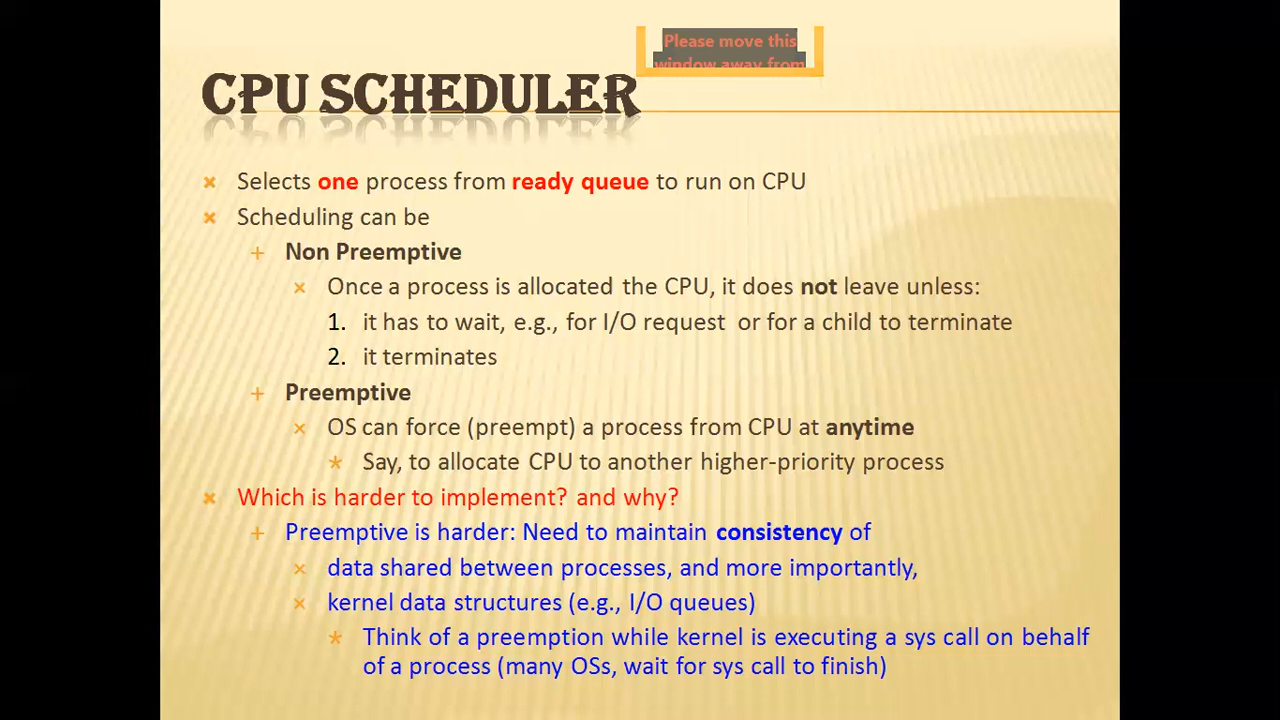 Please move this
window away from
CPU SCHEDULER
Selects one process from ready queue to run on CPU
Scheduling can be
Non Preemptive
Once a process is allocated the CPU, it does not leave unless:
1. it has to wait, e.g., for I/O request or for a child to terminate
2. it terminates
Preemptive
OS can force (preempt) a process from CPU at anytime
Say, to allocate CPU to another higher-priority process
Which is harder to implement? and why?
Preemptive is harder: Need to maintain consistency of
data shared between processes, and more importantly,
kernel data structures (e.g., I/O queues)
Think of a preemption while kernel is executing a sys call on behalf
of a process (many OSs, wait for sys call to finish)